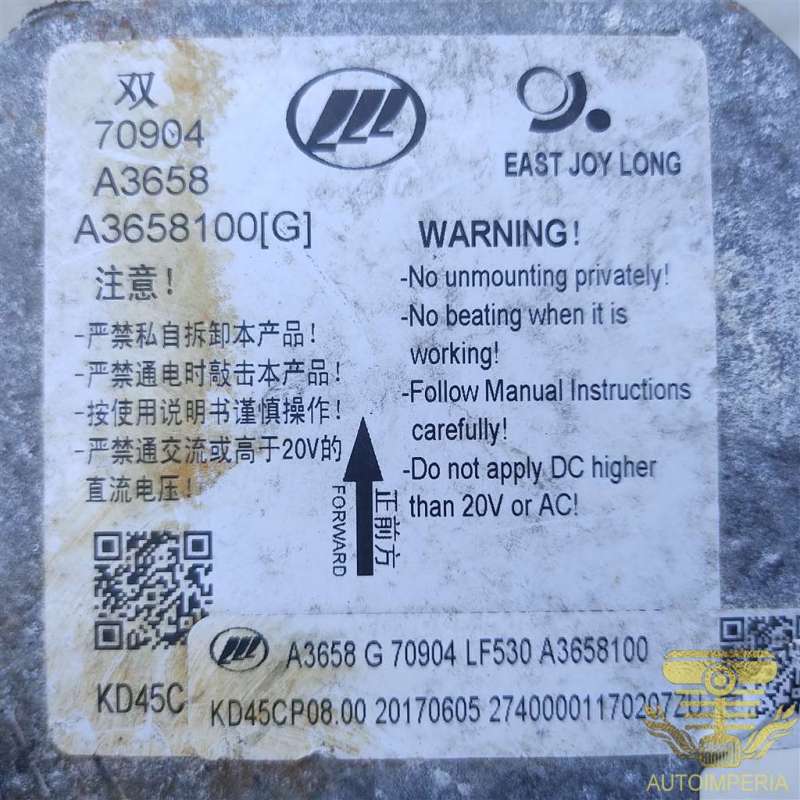 双
70904
A3658
A3658100[G]
EAST JOY LONG
注意！
-严禁私自拆卸本产品！
-严禁通电时敲击本产品！
-按使用说明书谨慎操作！
-严禁通交流或高于20V的
直流电压！
WARNING!
-No unmounting privately!
-No beating when it is
working!
-Follow Manual Instructions
carefully!
-Do not apply DC higher
than 20V or AC!
FORWARD
正前方
KD45C
A3658 G 70904 LF530 A3658100
KD45CP08.00 20170605
AUTOIMPERIA